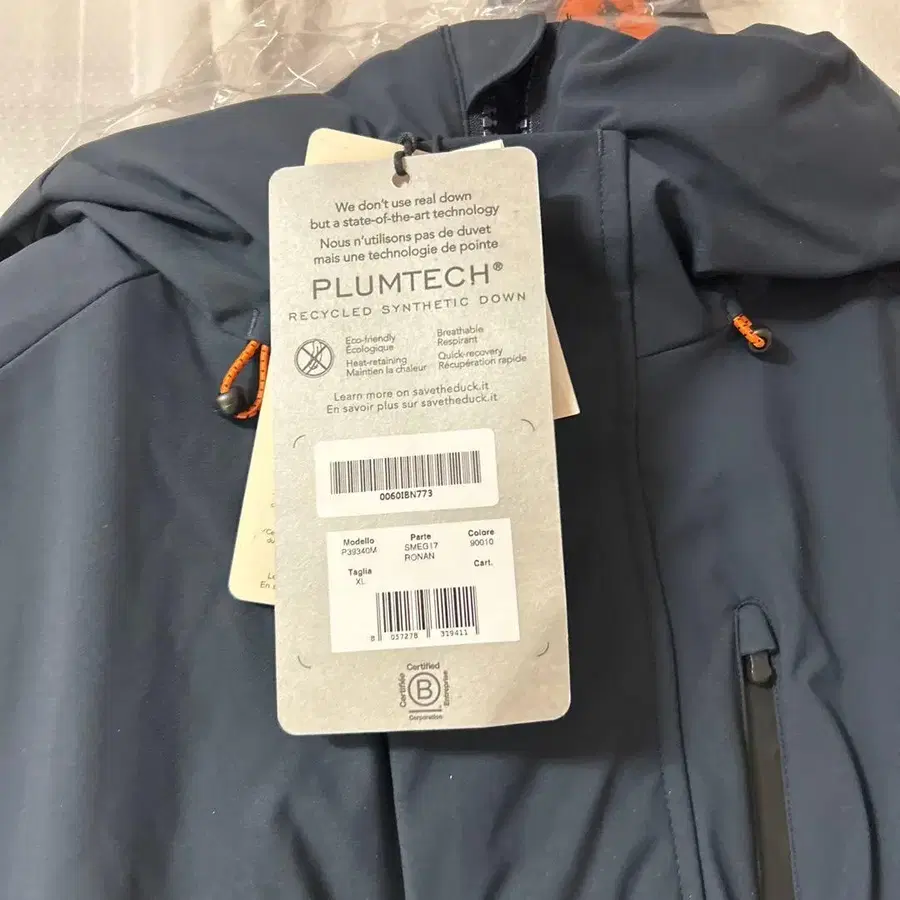 We don't use real down
but a state-of-the-art technology
Nous n'utilisons pas de duvet
mais une technologie de pointe
PLUMTECH®
RECYCLED SYNTHETIC DOWN
Eco-friendly
Écologique
Heat-retaining
Maintien la chaleur
Breathable
Respirant
Quick-recovery
Récupération rapide
Learn more on savetheduck.it
En savoir plus sur savetheduck.it
0060IBN773
Modello Parte Colore
P39340M SMEG17 90010
RONAN
Taglia Cart.
XL
8 057278 319411
Certified
Certifiée
B
Entreprise
Corporation